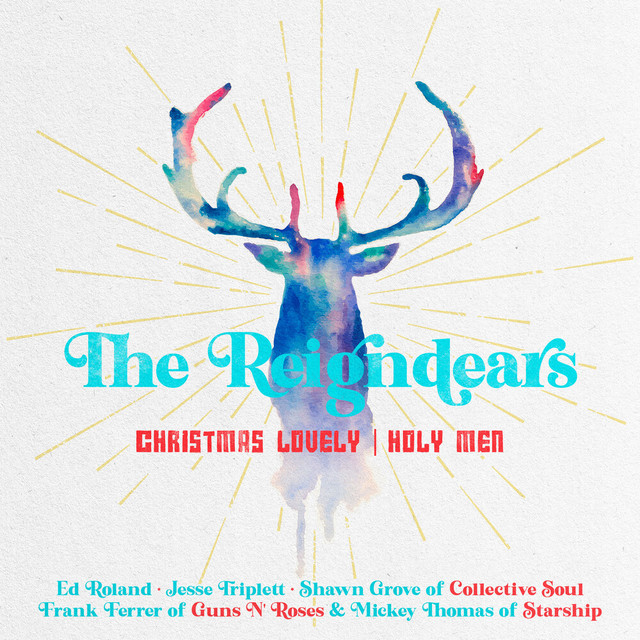 The Reigndears
CHRISTMAS LOVELY | HOLY MEN
Ed Roland · Jesse Triplett · Shawn Grove of Collective Soul
Frank Ferrer of Guns N' Roses & Mickey Thomas of Starship